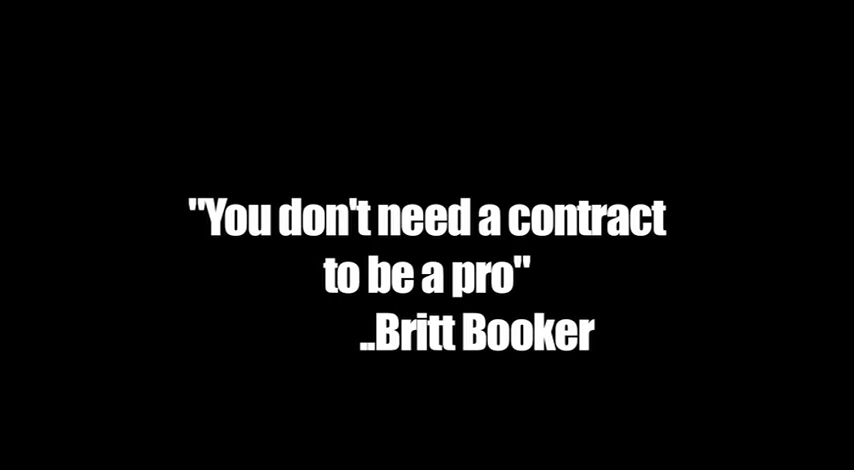 "You don't need a contract
to be a pro"
..Britt Booker